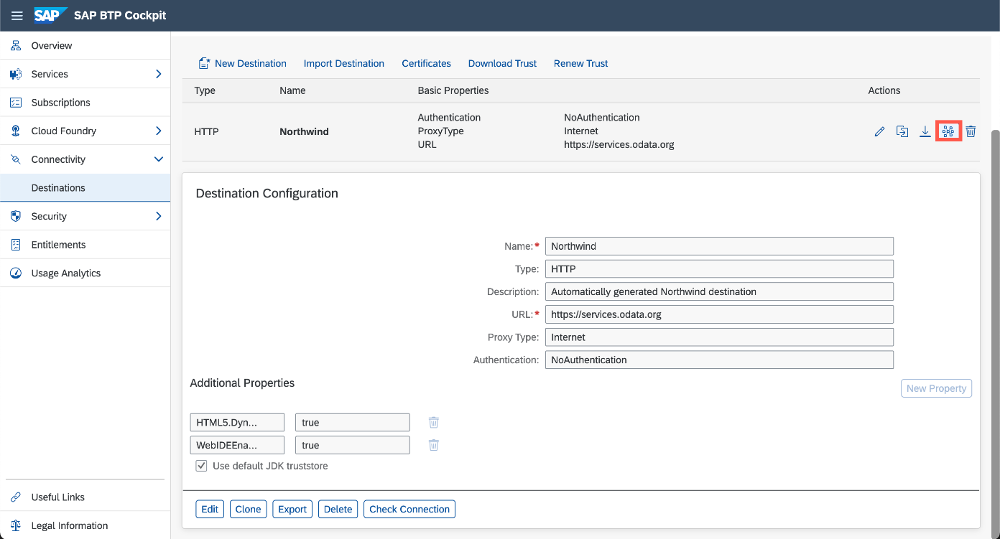 SAP SAP BTP Cockpit
Overview
Services
Subscriptions
Cloud Foundry
Connectivity
Destinations
Security
Entitlements
Usage Analytics
Useful Links
Legal Information
New Destination Import Destination Certificates Download Trust Renew Trust
Type Name Basic Properties Actions
HTTP Northwind
Authentication NoAuthentication
ProxyType Internet
URL https://services.odata.org
Destination Configuration
Name:* Northwind
Type: HTTP
Description: Automatically generated Northwind destination
URL:* https://services.odata.org
Proxy Type: Internet
Authentication: NoAuthentication
Additional Properties
New Property
HTML5.Dyn... true
WebIDEEna... true
Use default JDK truststore
Edit Clone Export Delete Check Connection